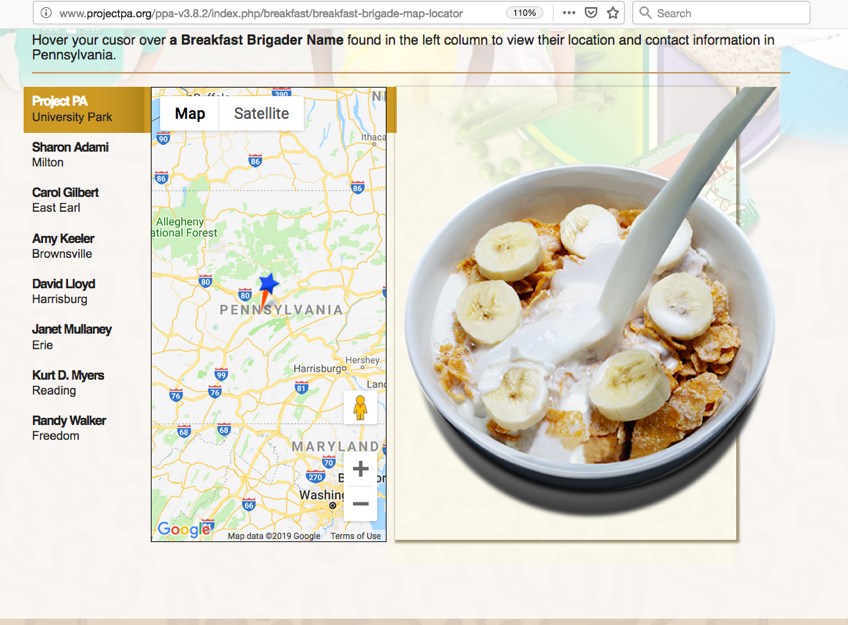 www.projectpa.org/ppa-v3.8.2/index.php/breakfast/breakfast-brigade-map-locator
110%
Search
Hover your cusor over a Breakfast Brigader Name found in the left column to view their location and contact information in
Pennsylvania.
Project PA
University Park
Sharon Adami
Milton
Carol Gilbert
East Earl
Amy Keeler
Brownsville
David Lloyd
Harrisburg
Janet Mullaney
Erie
Kurt D. Myers
Reading
Randy Walker
Freedom
Map Satellite
390
90
Ithaca
86
86
86
Allegheny
ational Forest
80
80
PENNSYLVANIA
Hershey
Harrisburg
99
81
76
76
68
68
MARYLAND
70
270
Washing
66
Google
Map data ©2019 Google Terms of Use